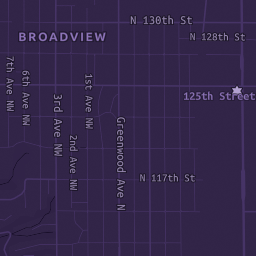 N 130th St
BROADVIEW
N 128th St
7th Ave NW
6th Ave NW
1st Ave NW
125th Street
3rd Ave NW
Greenwood Ave N
2nd Ave NW
N 117th St